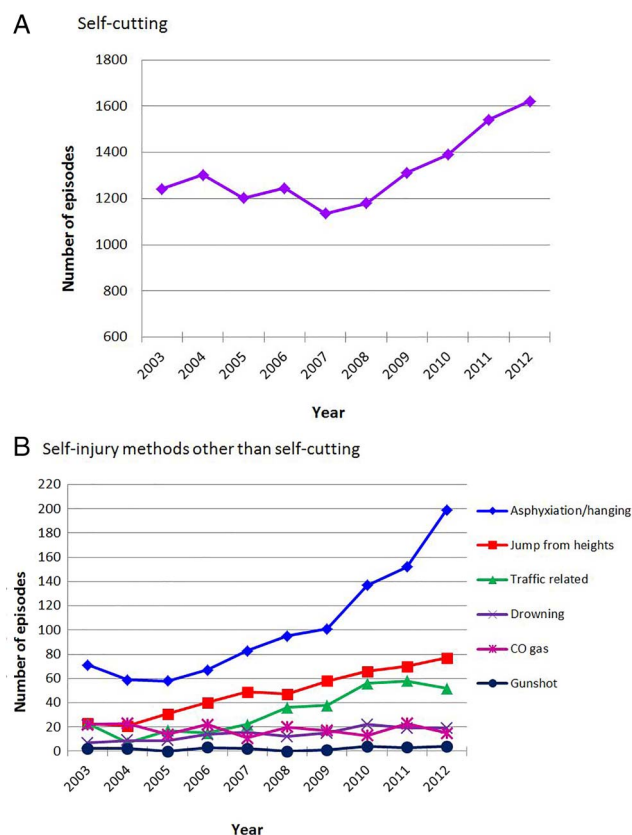 A Self-cutting
Number of episodes
1800
1600
1400
1200
1000
800
600
2003 2004 2005 2006 2007 2008 2009 2010 2011 2012
Year
B Self-injury methods other than self-cutting
Number of episodes
220
200
180
160
140
120
100
80
60
40
20
0
2003 2004 2005 2006 2007 2008 2009 2010 2011 2012
Year
Asphyxiation/hanging
Jump from heights
Traffic related
Drowning
CO gas
Gunshot